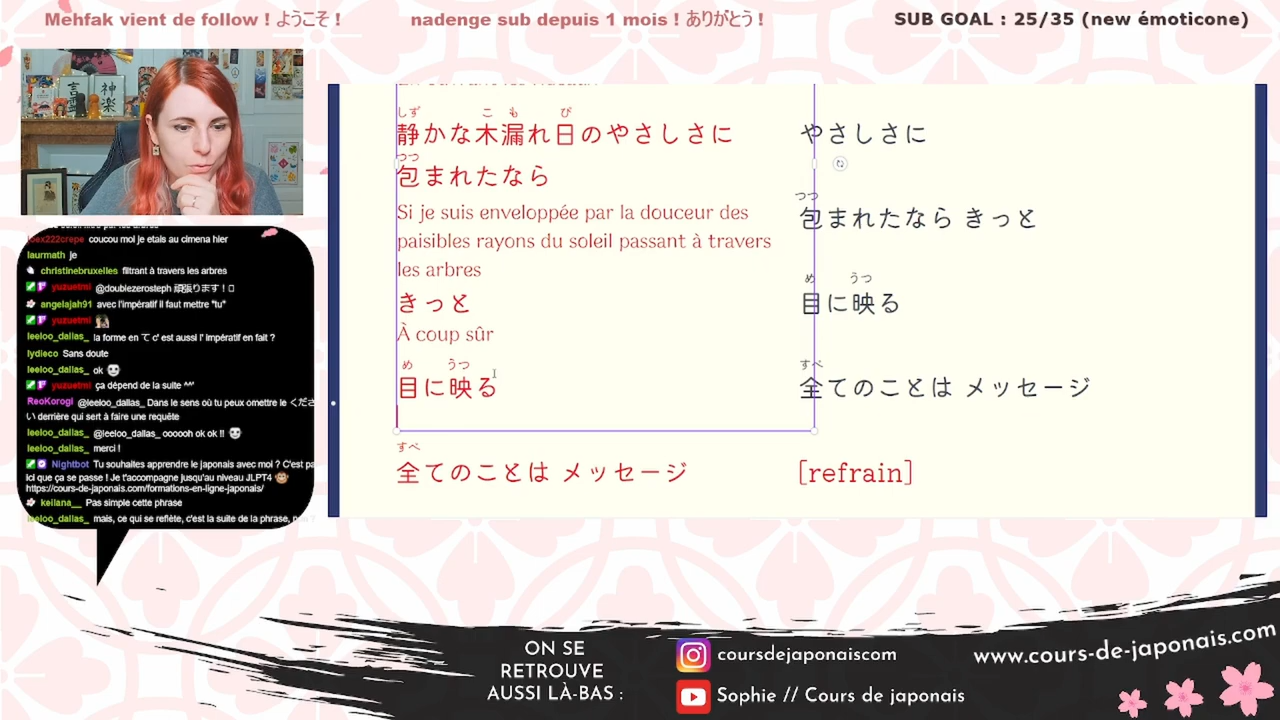 Mehfak vient de follow ! ようこそ !
nadenge sub depuis 1 mois ! ありがとう !
SUB GOAL : 25/35 (new émoticone)
言霊
神楽
joex222crepe coucou moi je etais au cimena hier
laurmath je
christinebruxelles filtrant à travers les arbres
yuzuetmi @doublezerosteph 頑張ります！
angelajah91 avec l'impératif il faut mettre "tu"
yuzuetmi
leeloo_dallas_ la forme en て c' est aussi l' impératif en fait ?
lydieco Sans doute
leeloo_dallas_ ok
yuzuetmi ça dépend de la suite ^^'
ReoKorogi @leeloo_dallas_ Dans le sens où tu peux omettre le くださ
い derrière qui sert à faire une requête
leeloo_dallas_ @leeloo_dallas_ oooooh ok ok !!
leeloo_dallas_ merci !
Nightbot Tu souhaites apprendre le japonais avec moi ? C'est pa
ici que ça se passe ! Je t'accompagne jusqu'au niveau JLPT4
https://cours-de-japonais.com/formations-en-ligne-japonais/
keilana__ Pas simple cette phrase
leeloo_dallas_ mais, ce qui se reflète, c'est la suite de la phrase,
しず こ も び
静かな木漏れ日のやさしさに
つつ
包まれたなら
Si je suis enveloppée par la douceur des
paisibles rayons du soleil passant à travers
les arbres
きっと
À coup sûr
め うつ
目に映る
すべ
全てのことは メッセージ
やさしさに
つつ
包まれたなら きっと
め うつ
目に映る
すべ
全てのことは メッセージ
[refrain]
ON SE
RETROUVE
AUSSI LÀ-BAS :
coursdejaponaiscom
Sophie // Cours de japonais
www.cours-de-japonais.com